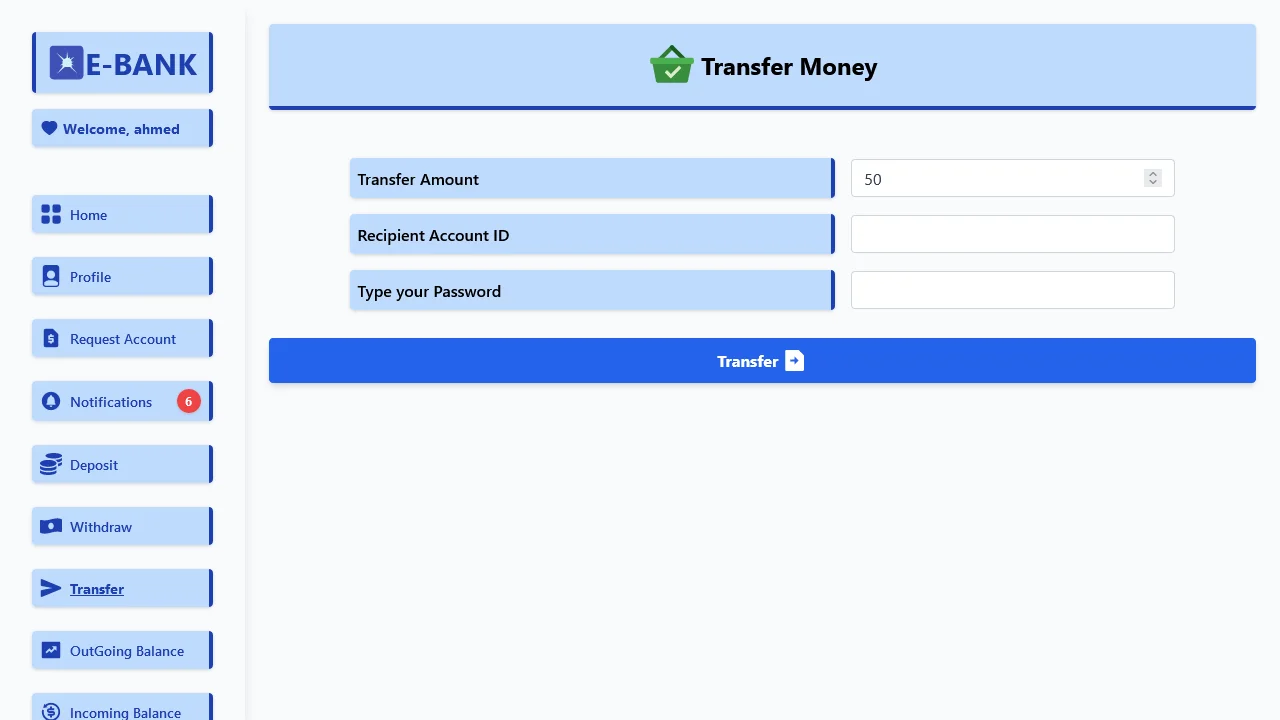 E-BANK
Welcome, ahmed
Home
Profile
Request Account
Notifications 6
Deposit
Withdraw
Transfer
OutGoing Balance
Incoming Balance
Transfer Money
Transfer Amount 50
Recipient Account ID
Type your Password
Transfer